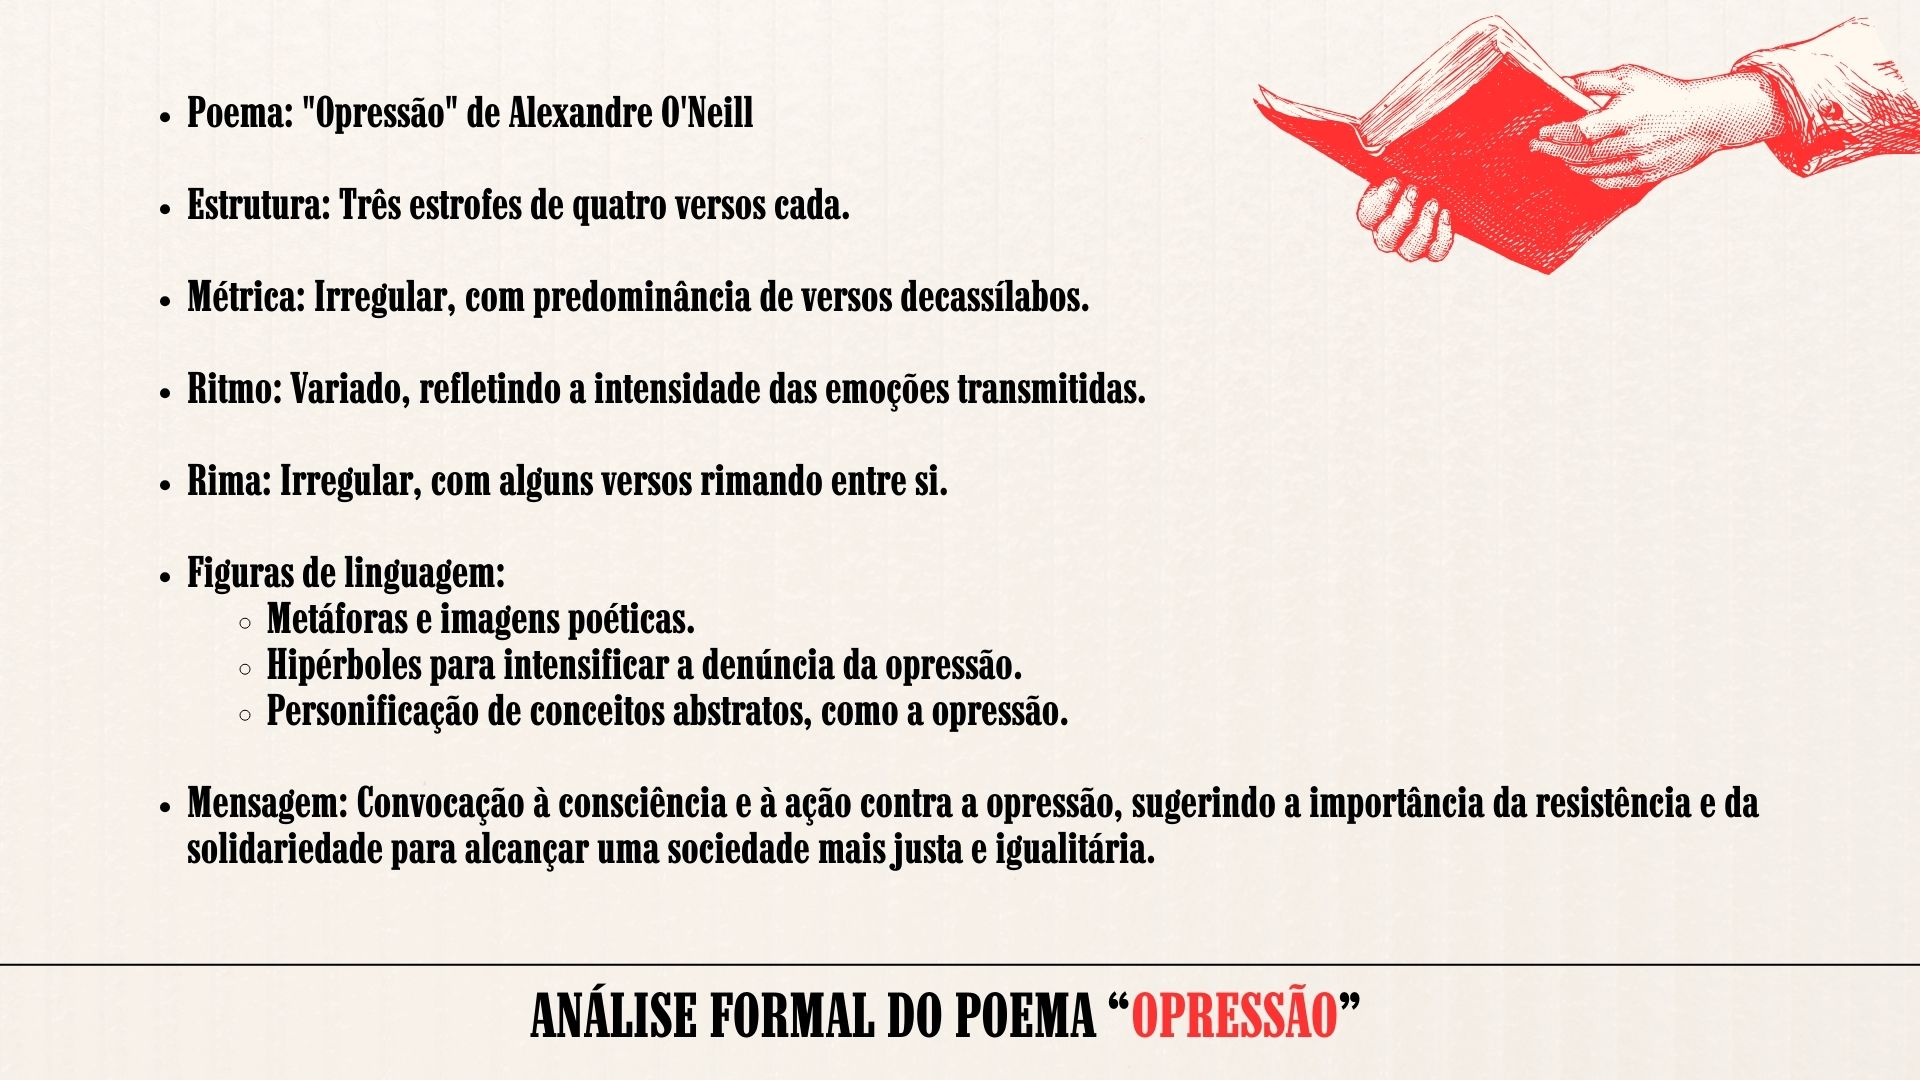 • Poema: "Opressão" de Alexandre O'Neill
• Estrutura: Três estrofes de quatro versos cada.
• Métrica: Irregular, com predominância de versos decassílabos.
• Ritmo: Variado, refletindo a intensidade das emoções transmitidas.
• Rima: Irregular, com alguns versos rimando entre si.
• Figuras de linguagem:
◦ Metáforas e imagens poéticas.
◦ Hipérboles para intensificar a denúncia da opressão.
◦ Personificação de conceitos abstratos, como a opressão.
• Mensagem: Convocação à consciência e à ação contra a opressão, sugerindo a importância da resistência e da
solidariedade para alcançar uma sociedade mais justa e igualitária.
ANÁLISE FORMAL DO POEMA “OPRESSÃO”